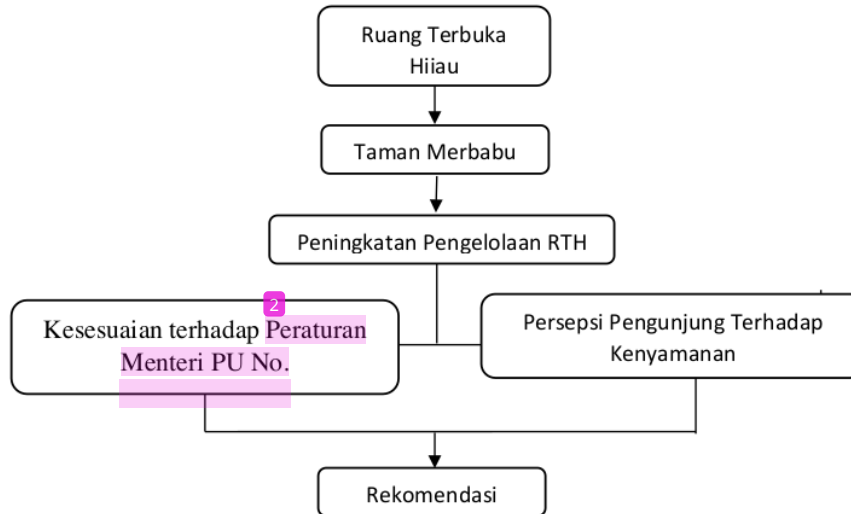 Ruang Terbuka
Hiiau
Taman Merbabu
Peningkatan Pengelolaan RTH
2
Kesesuaian terhadap Peraturan
Menteri PU No.
Persepsi Pengunjung Terhadap
Kenyamanan
Rekomendasi